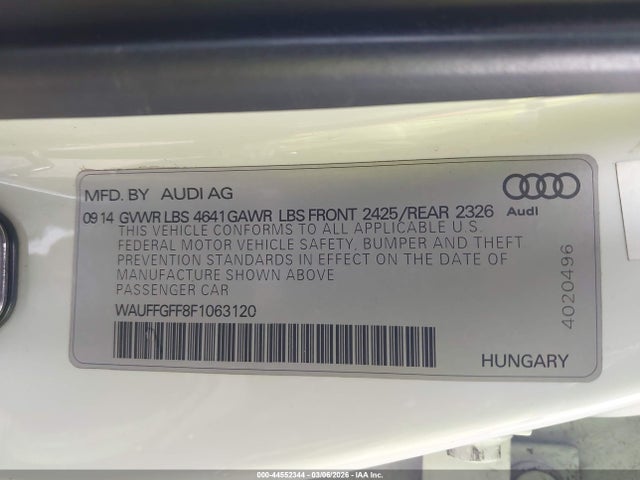 MFD. BY AUDI AG
09 14 GVWR LBS 4641 GAWR LBS FRONT 2425/REAR 2326
Audi
THIS VEHICLE CONFORMS TO ALL APPLICABLE U.S.
FEDERAL MOTOR VEHICLE SAFETY, BUMPER AND THEFT
PREVENTION STANDARDS IN EFFECT ON THE DATE OF
MANUFACTURE SHOWN ABOVE
PASSENGER CAR
WAUFFGFF8F1063120
HUNGARY
4020496
000-44552344 - 03/06/2026 - COPYRIGHT IAA, LLC.